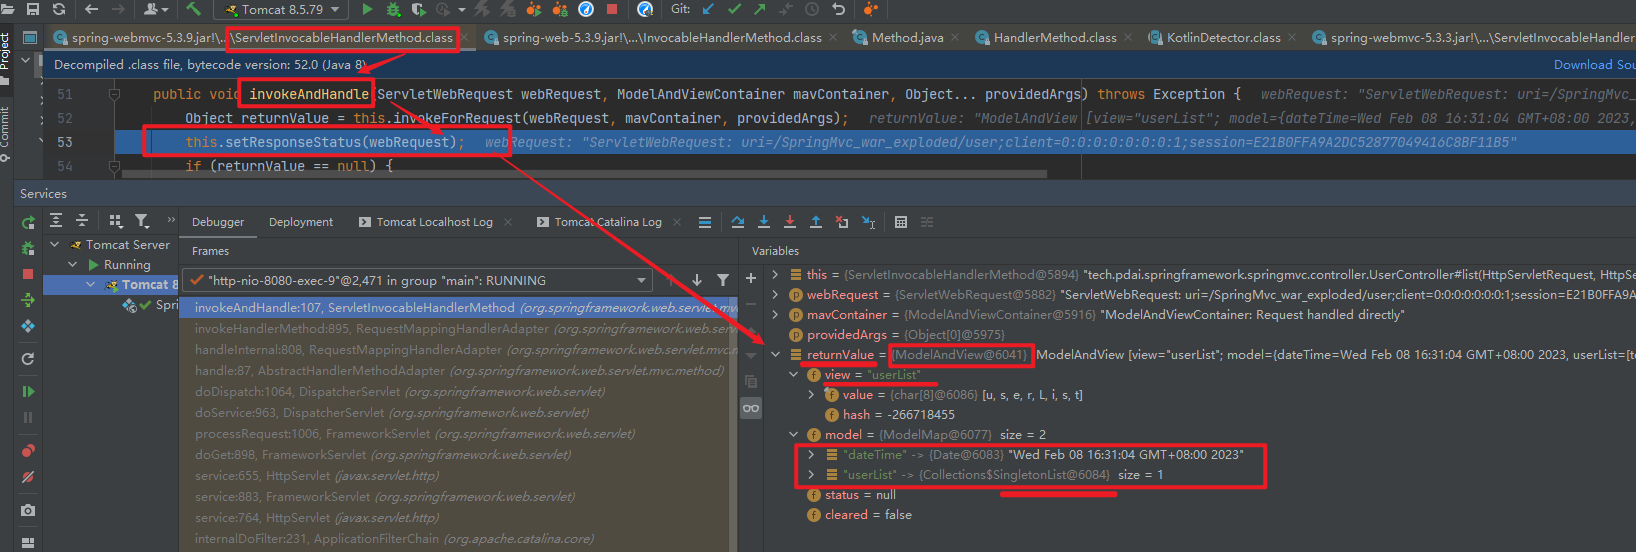 Tomcat 8.5.79
Git:
spring-webmvc-5.3.9.jar!\...\ServletInvocableHandlerMethod.class
spring-web-5.3.9.jar!\...\InvocableHandlerMethod.class
Method.java
HandlerMethod.class
KotlinDetector.class
spring-webmvc-5.3.3.jar!\...\ServletInvocableHandler
Project
Commit
Decompiled .class file, bytecode version: 52.0 (Java 8)
Download Sou
51 public void invokeAndHandle(ServletWebRequest webRequest, ModelAndViewContainer mavContainer, Object... providedArgs) throws Exception { webRequest: "ServletWebRequest: uri=/SpringMvc_
52 Object returnValue = this.invokeForRequest(webRequest, mavContainer, providedArgs); returnValue: "ModelAndView [view="userList"; model={dateTime=Wed Feb 08 16:31:04 GMT+08:00 2023,
53 this.setResponseStatus(webRequest); webRequest: "ServletWebRequest: uri=/SpringMvc_war_exploded/user;client=0:0:0:0:0:0:0:1;session=E21B0FFA9A2DC52877049416C8BF11B5"
54 if (returnValue == null) {
Services
Debugger
Deployment
Tomcat Localhost Log
Tomcat Catalina Log
Tomcat Server
Running
Tomcat 8
Spri
Frames
"http-nio-8080-exec-9"@2,471 in group "main": RUNNING
invokeAndHandle:107, ServletInvocableHandlerMethod (org.springframework.web.servlet.mvc.m
invokeHandlerMethod:895, RequestMappingHandlerAdapter (org.springframework.web.servlet
handleInternal:808, RequestMappingHandlerAdapter (org.springframework.web.servlet.mvc.m
handle:87, AbstractHandlerMethodAdapter (org.springframework.web.servlet.mvc.method)
doDispatch:1064, DispatcherServlet (org.springframework.web.servlet)
doService:963, DispatcherServlet (org.springframework.web.servlet)
processRequest:1006, FrameworkServlet (org.springframework.web.servlet)
doGet:898, FrameworkServlet (org.springframework.web.servlet)
service:655, HttpServlet (javax.servlet.http)
service:883, FrameworkServlet (org.springframework.web.servlet)
service:764, HttpServlet (javax.servlet.http)
internalDoFilter:231, ApplicationFilterChain (org.apache.catalina.core)
Variables
this = {ServletInvocableHandlerMethod@5894} "tech.pdai.springframework.springmvc.controller.UserController#list(HttpServletRequest, HttpSe
webRequest = {ServletWebRequest@5882} "ServletWebRequest: uri=/SpringMvc_war_exploded/user;client=0:0:0:0:0:0:0:1;session=E21B0FFA9A
mavContainer = {ModelAndViewContainer@5916} "ModelAndViewContainer: Request handled directly"
providedArgs = {Object[0]@5975}
returnValue = {ModelAndView@6041} ModelAndView [view="userList"; model={dateTime=Wed Feb 08 16:31:04 GMT+08:00 2023, userList=[te
view = "userList"
value = {char[8]@6086} [u, s, e, r, L, i, s, t]
hash = -266718455
model = {ModelMap@6077} size = 2
"dateTime" -> {Date@6083} "Wed Feb 08 16:31:04 GMT+08:00 2023"
"userList" -> {Collections$SingletonList@6084} size = 1
status = null
cleared = false